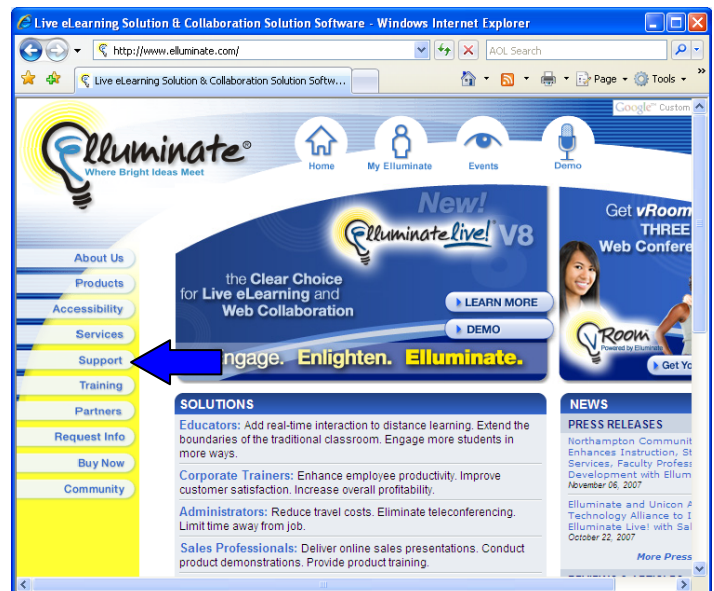 Live eLearning Solution & Collaboration Solution Software - Windows Internet Explorer
http://www.elluminate.com/
AOL Search
Live eLearning Solution & Collaboration Solution Softw...
Page
Tools
»
Google™ Custom
Elluminate®
Where Bright Ideas Meet
Home
My Elluminate
Events
Demo
About Us
Products
Accessibility
Services
Support
Training
Partners
Request Info
Buy Now
Community
New!
Elluminate Live! V8
the Clear Choice
for Live eLearning and
Web Collaboration
LEARN MORE
DEMO
ngage. Enlighten. Elluminate.
Get vRoom
THREE
Web Confere
VRoom
Powered by Elluminate
Get Yo
SOLUTIONS
Educators: Add real-time interaction to distance learning. Extend the
boundaries of the traditional classroom. Engage more students in
more ways.
Corporate Trainers: Enhance employee productivity. Improve
customer satisfaction. Increase overall profitability.
Administrators: Reduce travel costs. Eliminate teleconferencing.
Limit time away from job.
Sales Professionals: Deliver online sales presentations. Conduct
product demonstrations. Provide product training.
NEWS
PRESS RELEASES
Northampton Communit
Enhances Instruction, St
Services, Faculty Profess
Development with Ellum
November 06, 2007
Elluminate and Unicon A
Technology Alliance to I
Elluminate Live! with Sal
October 22, 2007
More Press